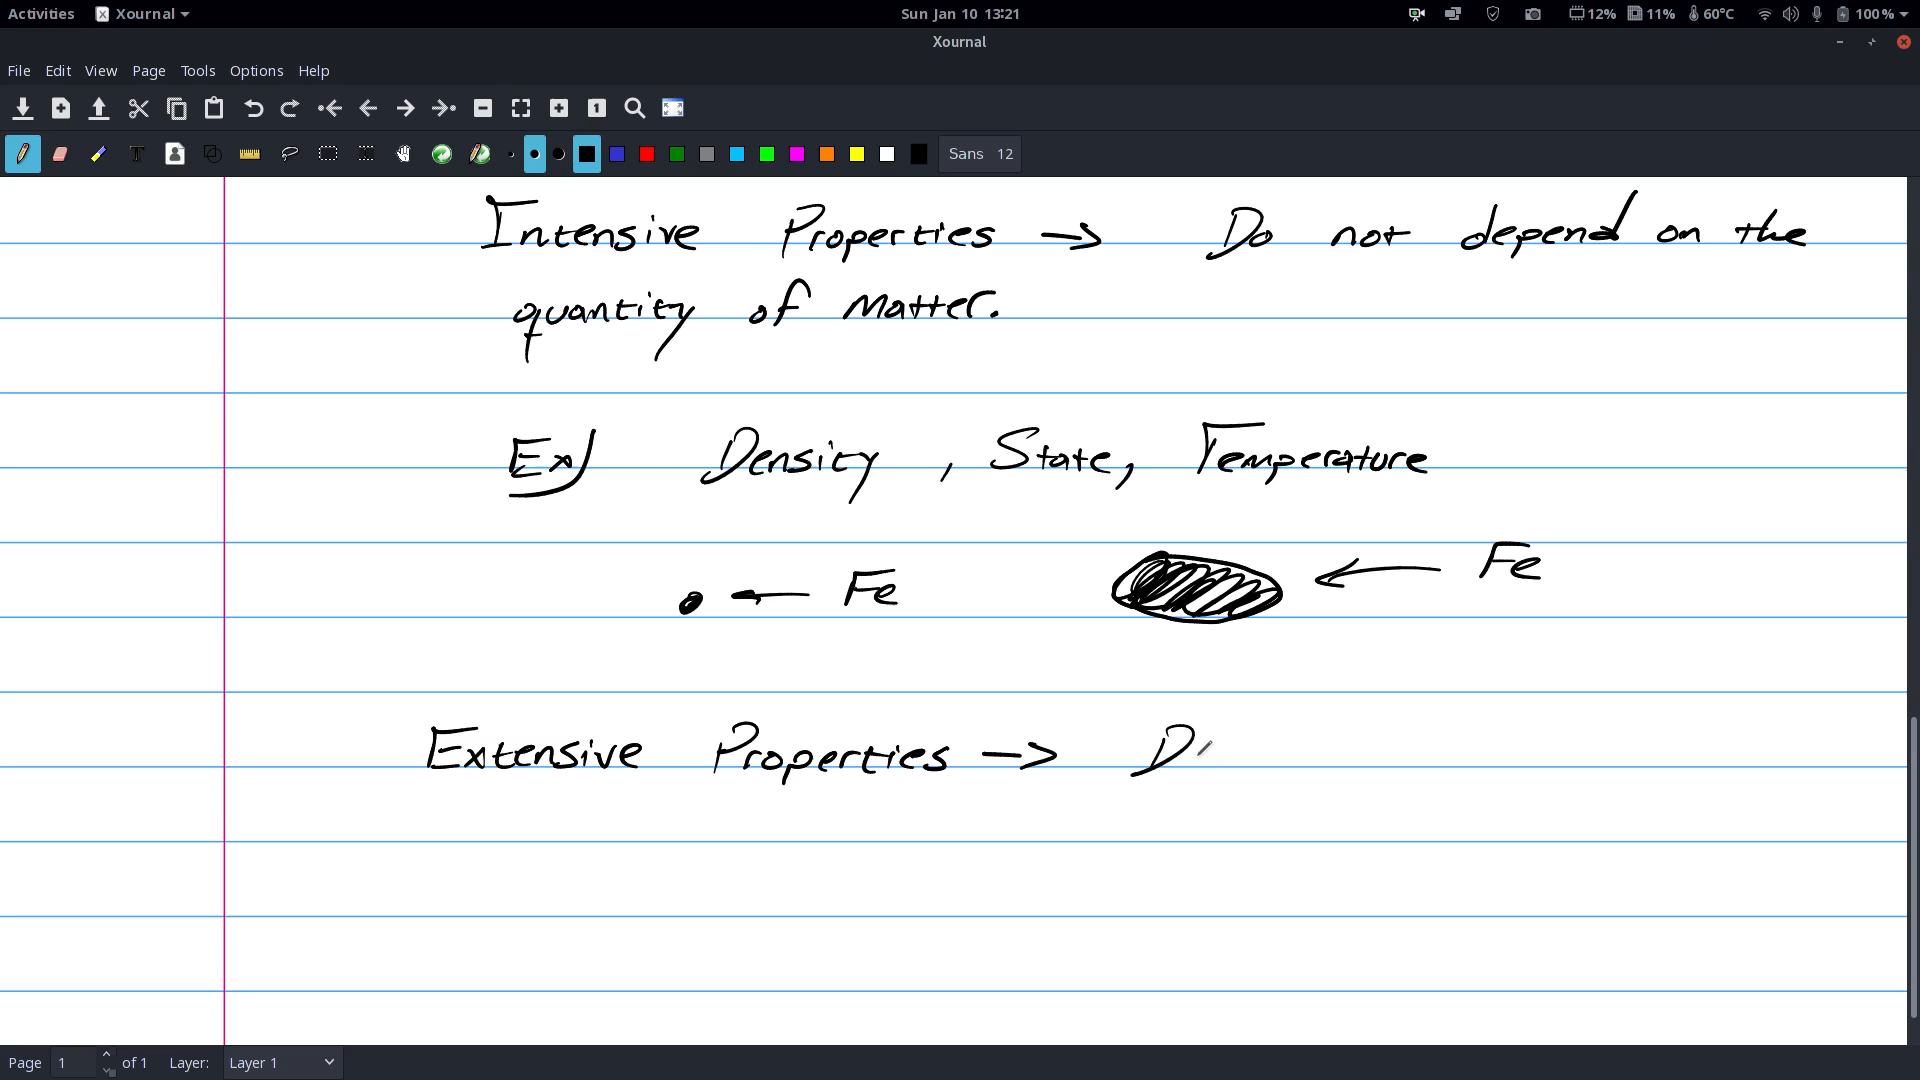 Activities Xournal Sun Jan 10 13:21 12% 11% 60°C 100%
Xournal
File Edit View Page Tools Options Help
Sans 12
Intensive Properties → Do not depend on the
quantity of matter.
Ex) Density, State, Temperature
← Fe ← Fe
Extensive Properties → D
Page 1 of 1 Layer: Layer 1